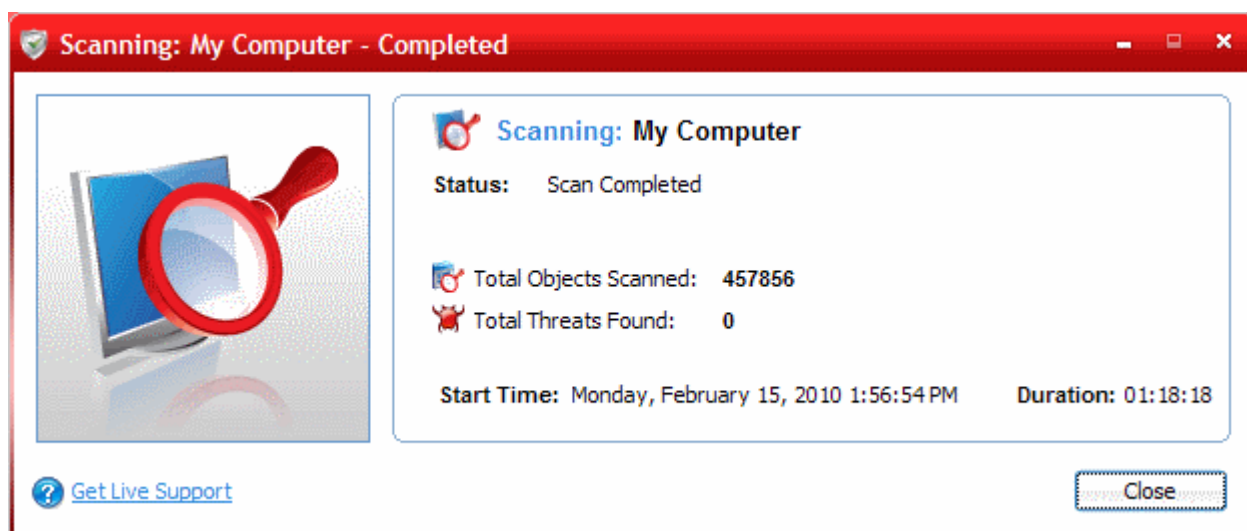 Scanning: My Computer - Completed
Scanning: My Computer
Status: Scan Completed
Total Objects Scanned: 457856
Total Threats Found: 0
Start Time: Monday, February 15, 2010 1:56:54 PM Duration: 01:18:18
Get Live Support
Close